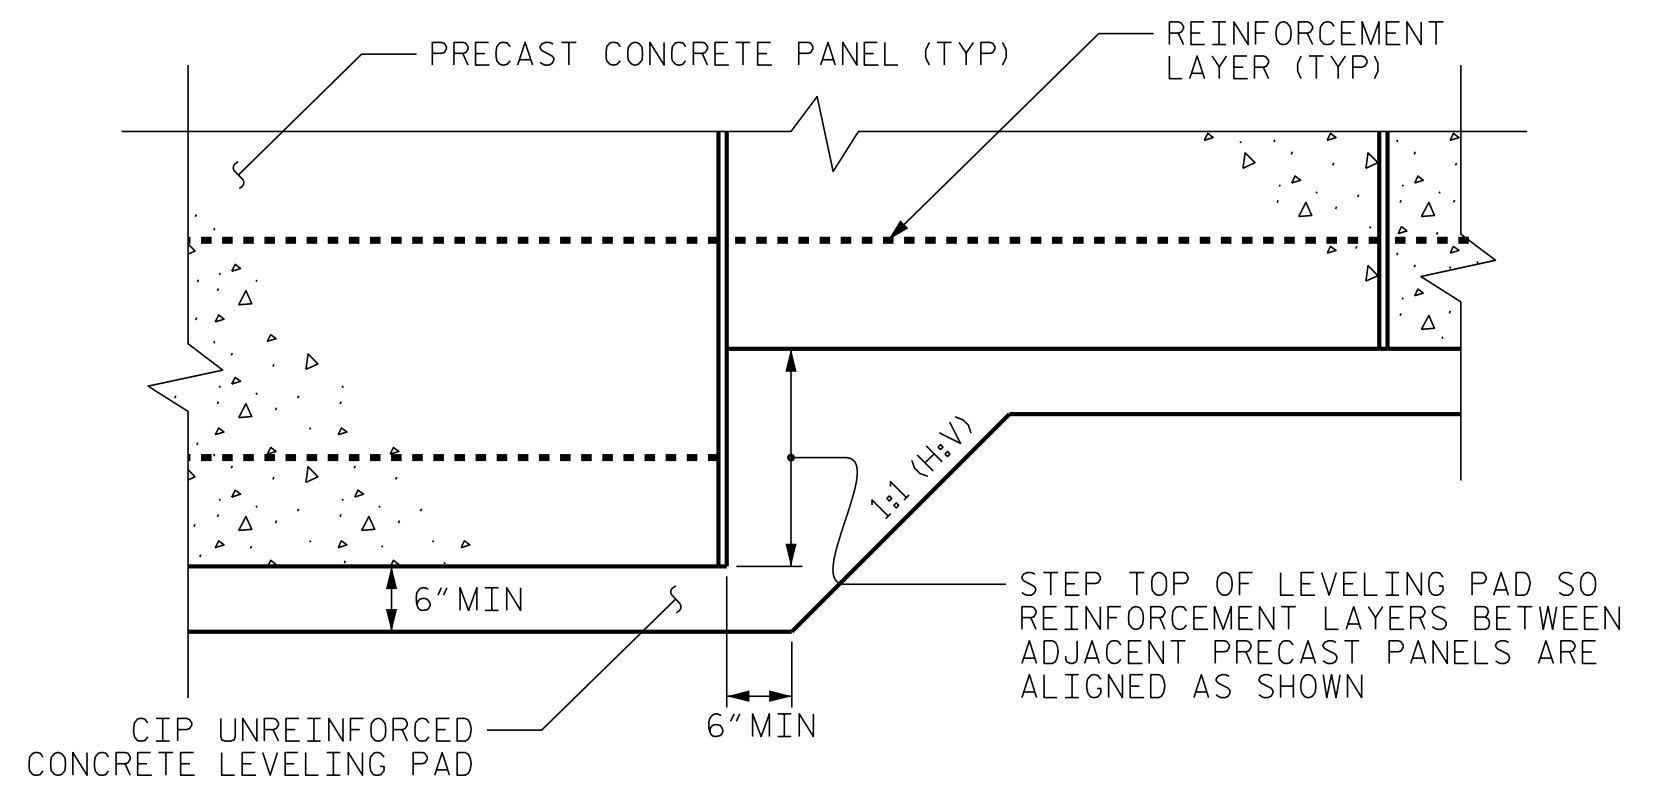 PRECAST CONCRETE PANEL (TYP)
REINFORCEMENT
LAYER (TYP)
1:1 (H:V)
6" MIN
STEP TOP OF LEVELING PAD SO
REINFORCEMENT LAYERS BETWEEN
ADJACENT PRECAST PANELS ARE
ALIGNED AS SHOWN
6" MIN
CIP UNREINFORCED
CONCRETE LEVELING PAD